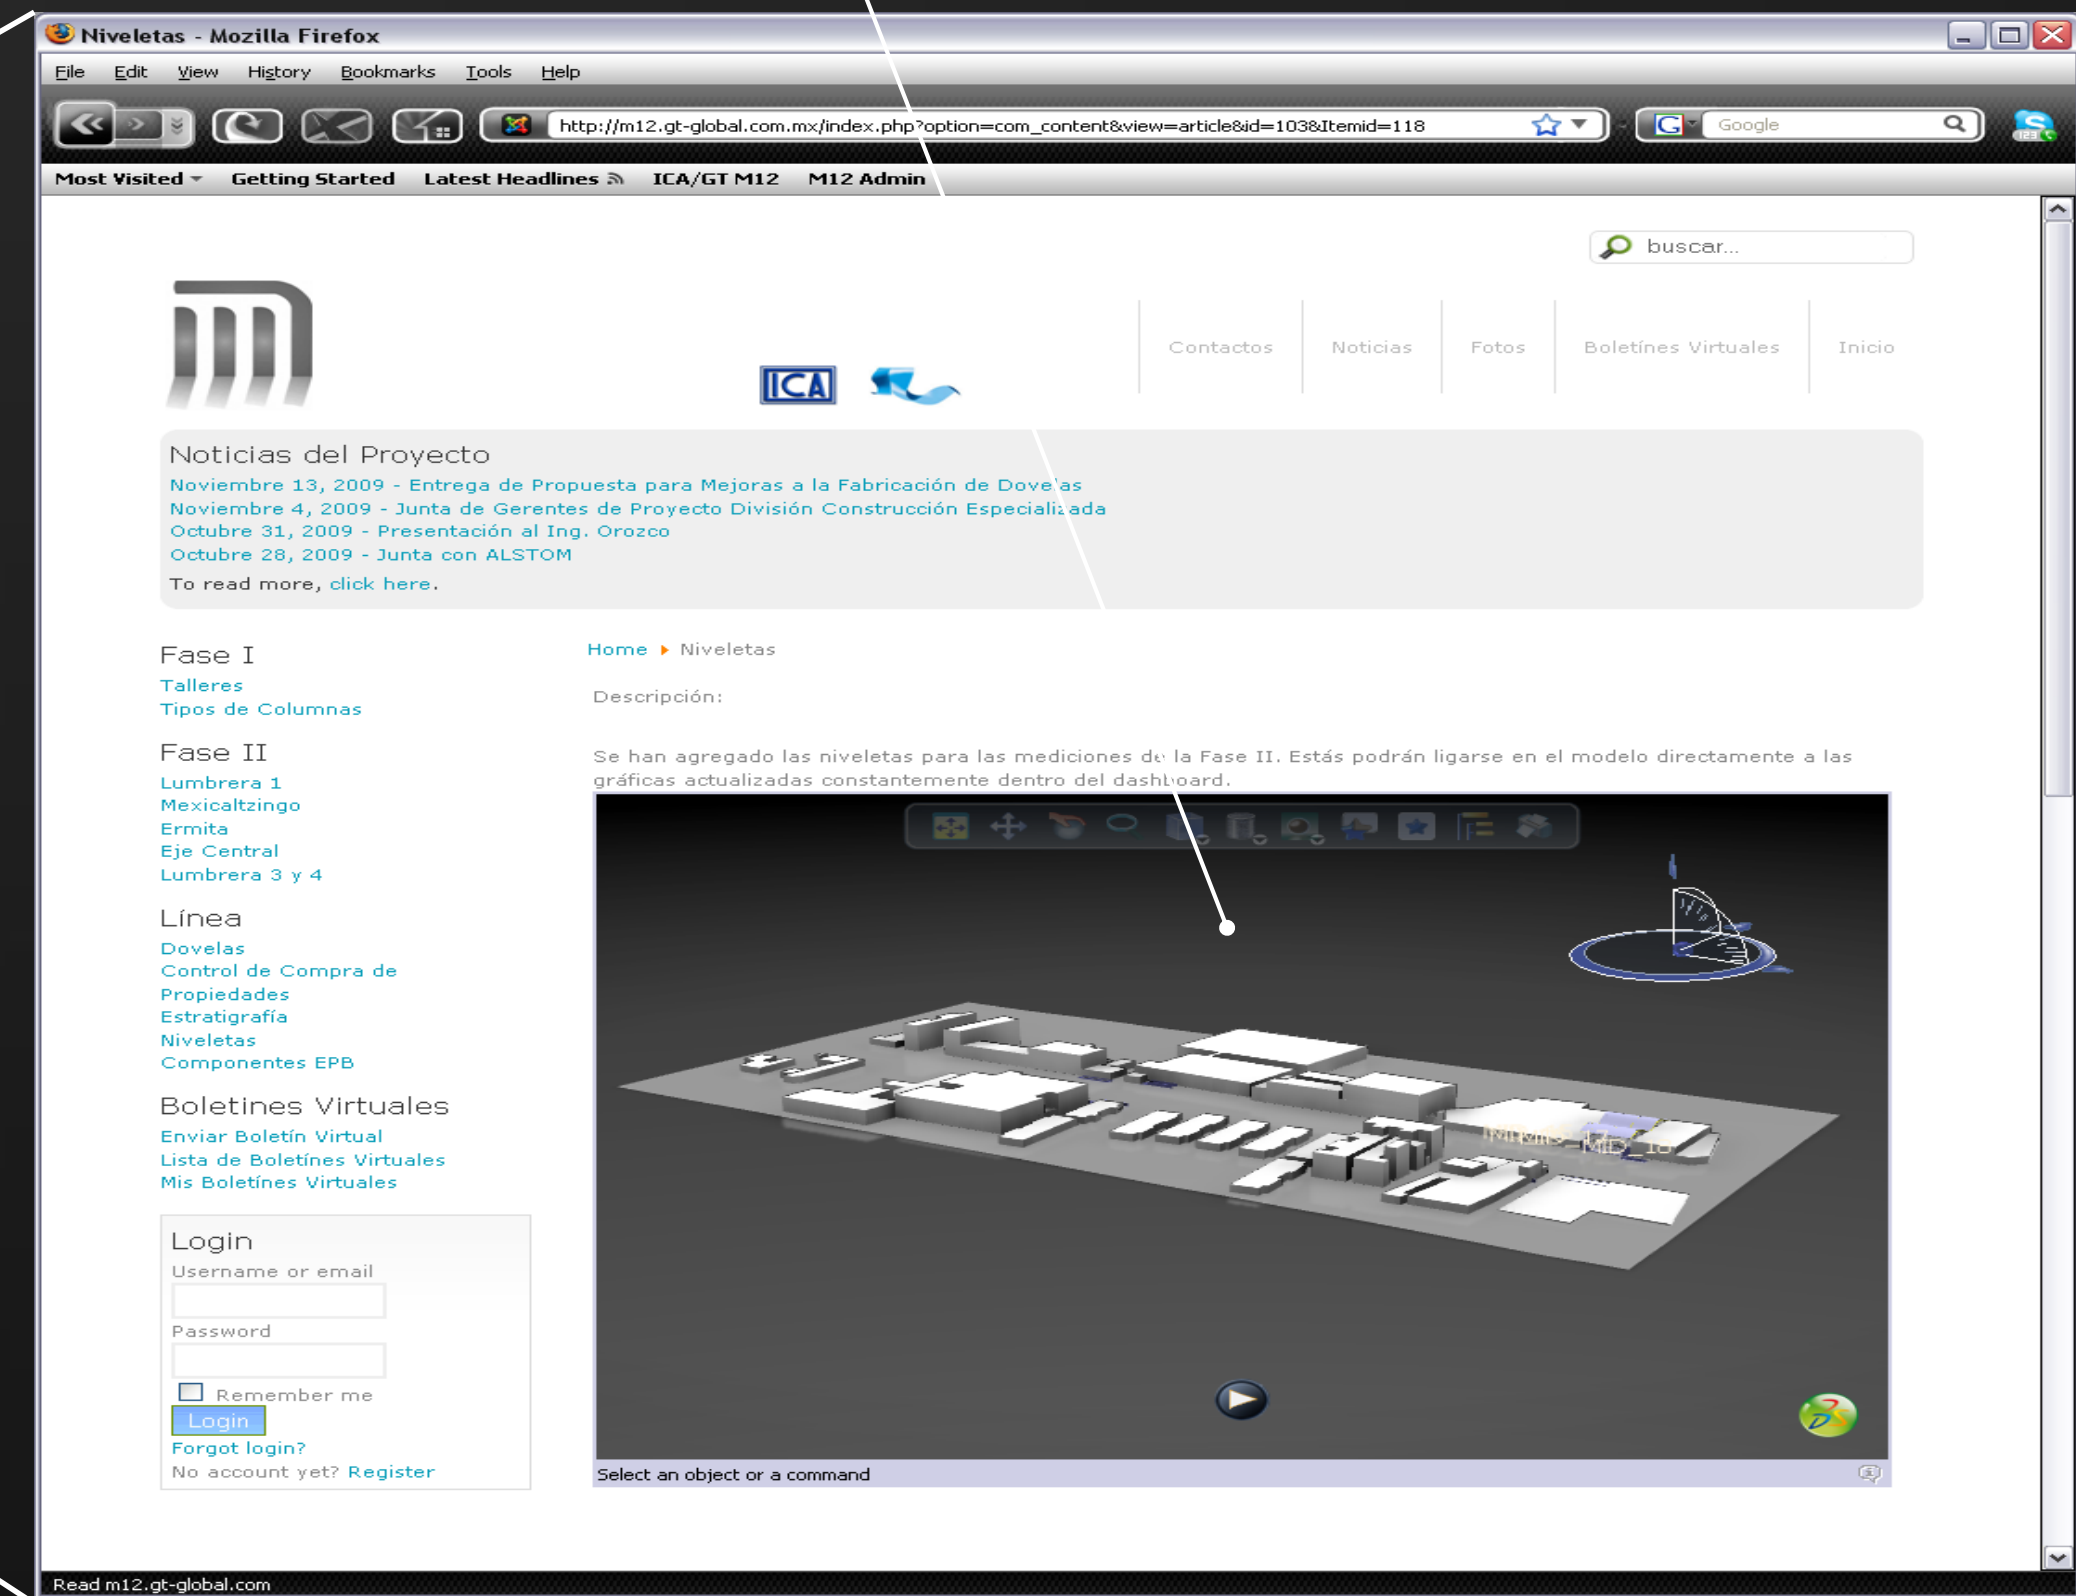 Niveletas - Mozilla Firefox
File Edit View History Bookmarks Tools Help
http://m12.gt-global.com.mx/index.php?option=com_content&view=article&id=103&Itemid=118
Google
Most Visited Getting Started Latest Headlines ICA/GT M12 M12 Admin
buscar...
Contactos Noticias Fotos Boletínes Virtuales Inicio
ICA
Noticias del Proyecto
Noviembre 13, 2009 - Entrega de Propuesta para Mejoras a la Fabricación de Dovelas
Noviembre 4, 2009 - Junta de Gerentes de Proyecto División Construcción Especializada
Octubre 31, 2009 - Presentación al Ing. Orozco
Octubre 28, 2009 - Junta con ALSTOM
To read more, click here.
Fase I
Talleres
Tipos de Columnas
Fase II
Lumbrera 1
Mexicaltzingo
Ermita
Eje Central
Lumbrera 3 y 4
Línea
Dovelas
Control de Compra de
Propiedades
Estratigrafía
Niveletas
Componentes EPB
Boletines Virtuales
Enviar Boletín Virtual
Lista de Boletínes Virtuales
Mis Boletínes Virtuales
Login
Username or email
Password
Remember me
Login
Forgot login?
No account yet? Register
Home Niveletas
Descripción:
Se han agregado las niveletas para las mediciones de la Fase II. Estás podrán ligarse en el modelo directamente a las
gráficas actualizadas constantemente dentro del dashboard.
Select an object or a command
Read m12.gt-global.com